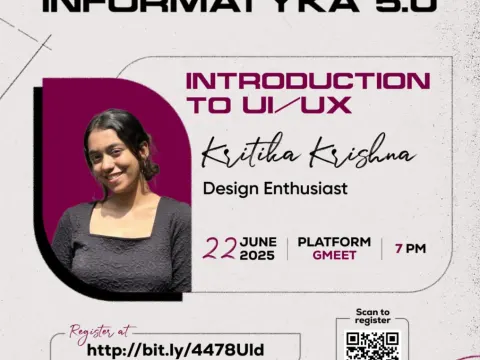 INFORMATYKA 5.0
INTRODUCTION
TO UI/UX
Kritika Krishna
Design Enthusiast
22 JUNE 2025
PLATFORM GMEET
7 PM
Scan to
register
Register at
http://bit.ly/4478UId